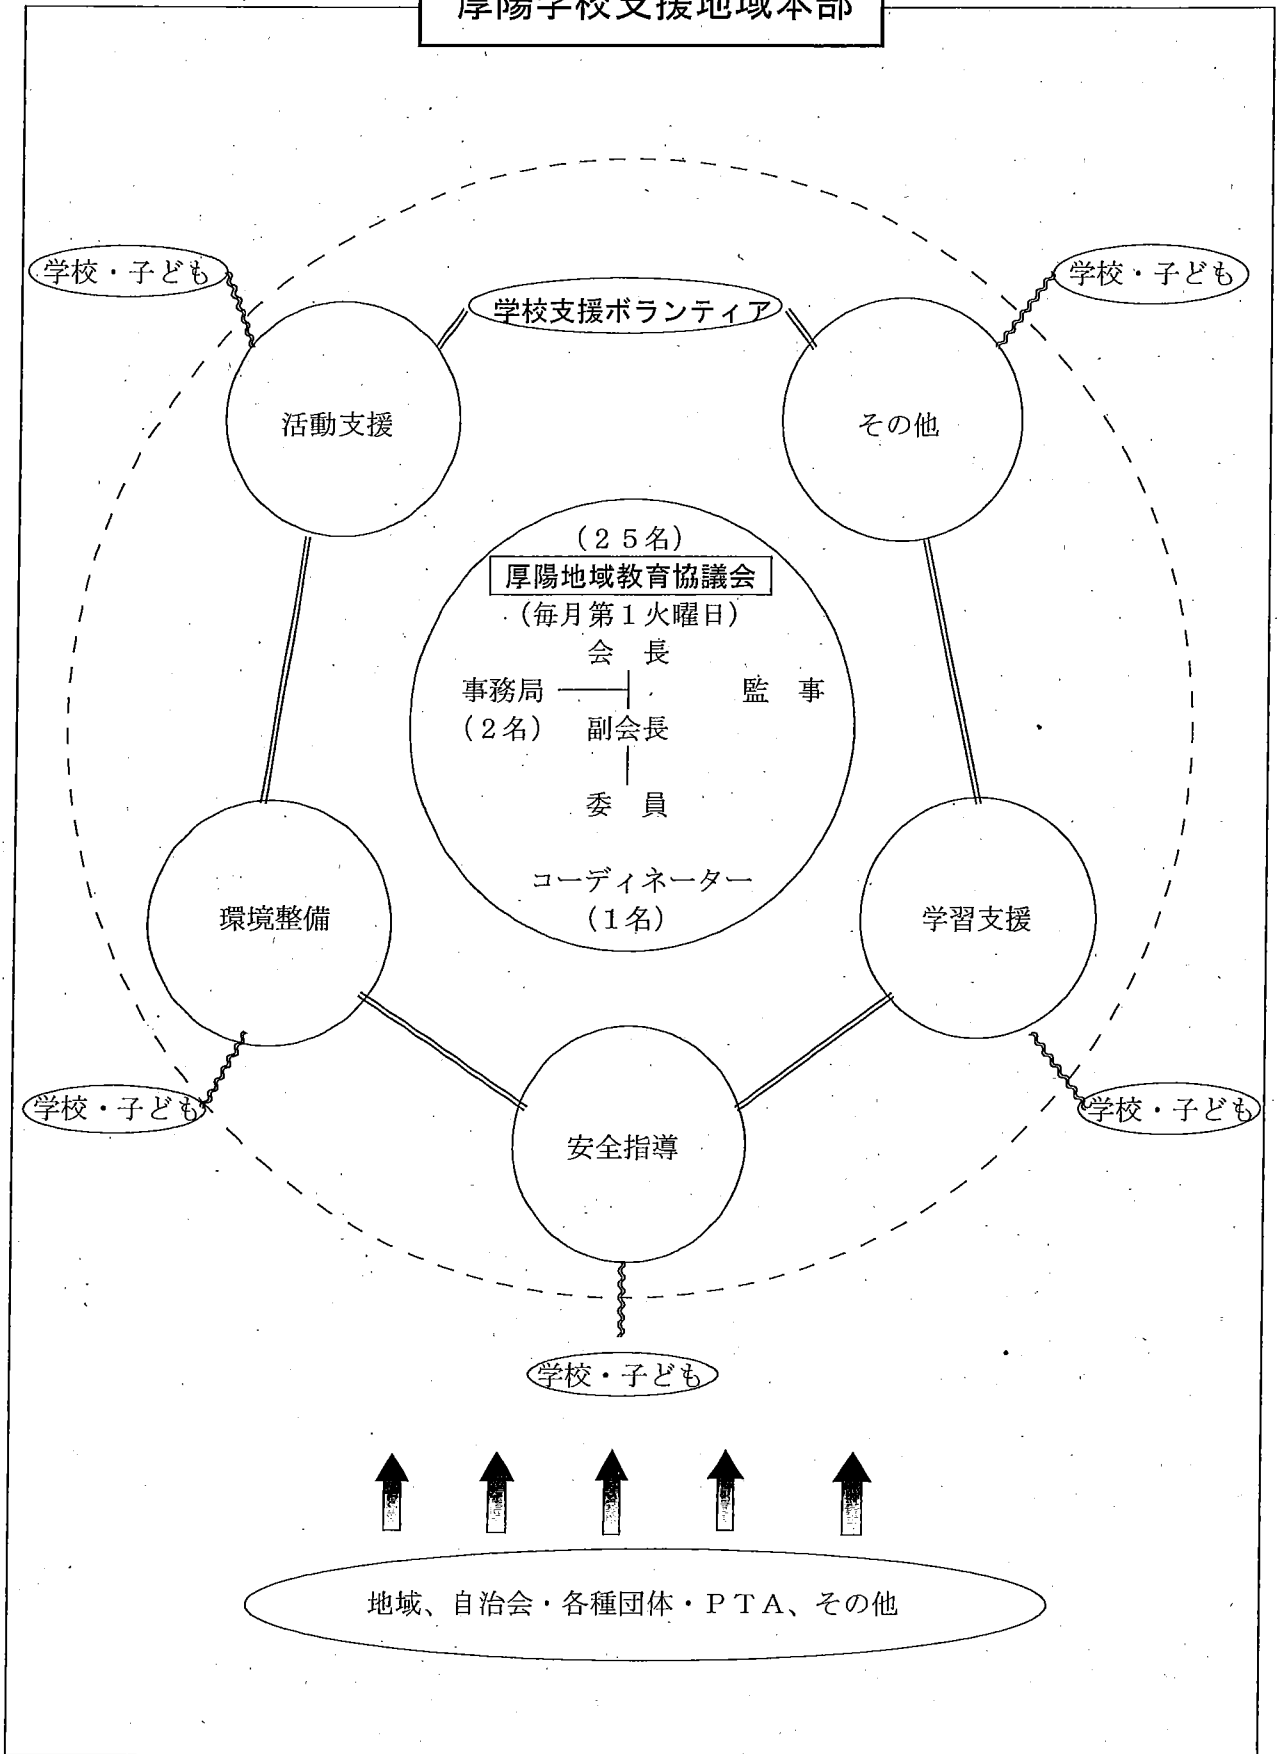 厚陽学校支援地域本部
学校・子ども
学校・子ども
学校支援ボランティア
活動支援
その他
(25名)
厚陽地域教育協議会
(毎月第1火曜日)
会 長
事務局
監 事
(2名)
副会長
委 員
コーディネーター
(1名)
環境整備
学習支援
学校・子ども
学校・子ども
安全指導
学校・子ども
地域、自治会・各種団体・PTA、その他